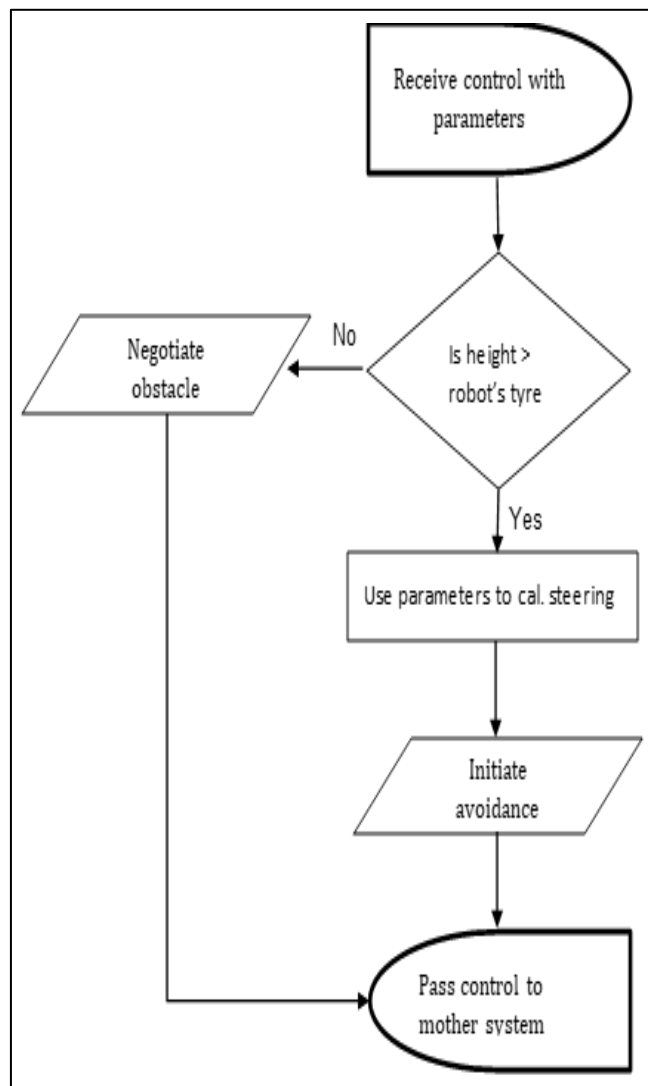 Receive control with
parameters
No
Negotiate
obstacle
Is height >
robot's tyre
Yes
Use parameters to cal. steering
Initiate
avoidance
Pass control to
mother system